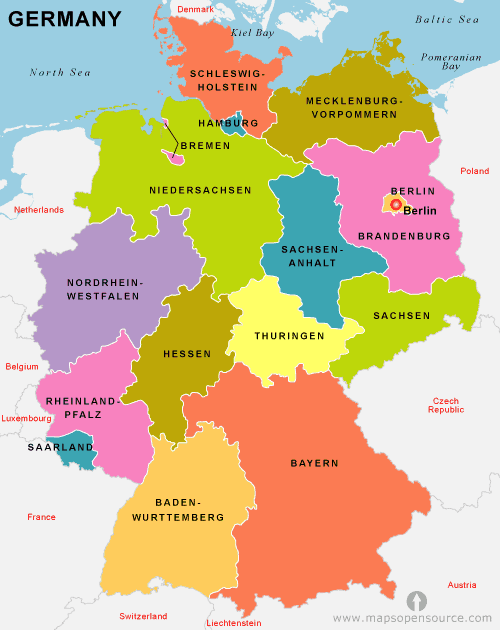 GERMANY
Denmark
Baltic Sea
Kiel Bay
Pomeranian
Bay
North Sea
SCHLESWIG-
HOLSTEIN
MECKLENBURG-
VORPOMMERN
HAMBURG
BREMEN
Poland
NIEDERSACHSEN
BERLIN
Berlin
Netherlands
BRANDENBURG
SACHSEN-
ANHALT
NORDRHEIN-
WESTFALEN
SACHSEN
THURINGEN
HESSEN
Belgium
RHEINLAND-
PFALZ
Czech
Republic
Luxembourg
SAARLAND
BAYERN
BADEN-
WURTTEMBERG
France
Austria
Switzerland
Liechtenstein
www.mapsopensource.com